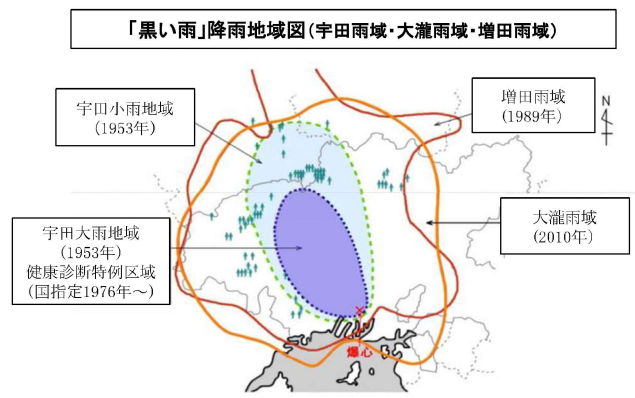 「黒い雨」降雨地域図(宇田雨域・大瀧雨域・増田雨域)
宇田小雨地域
(1953年)
増田雨域
(1989年)
N
宇田大雨地域
(1953年)
健康診断特例区域
(国指定1976年～)
大瀧雨域
(2010年)
爆心